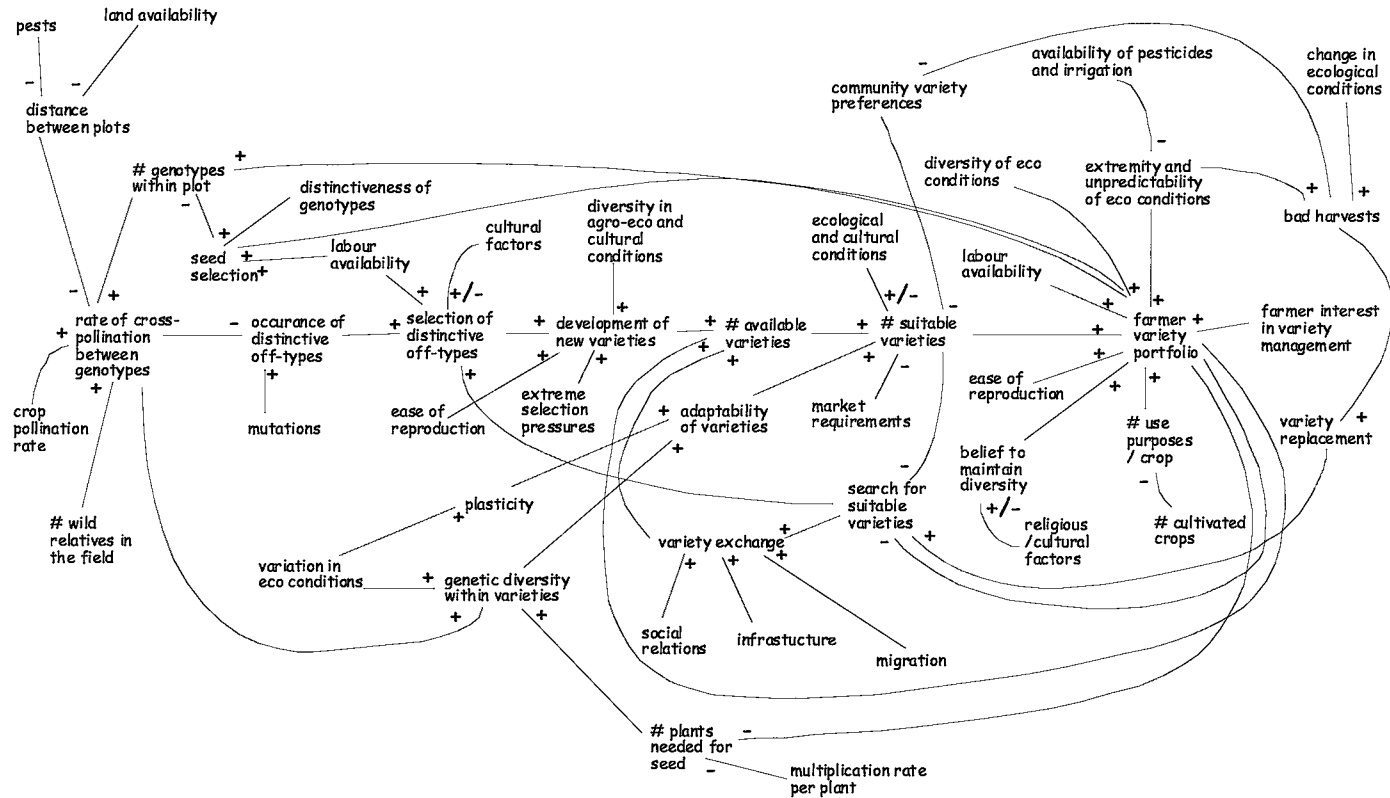 pests
land availability
distance
between plots
# genotypes
within plot
distinctiveness of
genotypes
seed
selection
labour
availability
cultural
factors
diversity in
agro-eco and
cultural
conditions
ecological
and cultural
conditions
community variety
preferences
availability of pesticides
and irrigation
change in
ecological
conditions
diversity of eco
conditions
extremity and
unpredictability
of eco conditions
bad harvests
labour
availability
rate of cross-
pollination
between
genotypes
occurance of
distinctive
off-types
selection of
distinctive
off-types
development of
new varieties
# available
varieties
# suitable
varieties
farmer
variety
portfolio
farmer interest
in variety
management
crop
pollination
rate
mutations
ease of
reproduction
extreme
selection
pressures
adaptability
of varieties
market
requirements
ease of
reproduction
# use
purposes
/ crop
variety
replacement
belief to
maintain
diversity
# wild
relatives in
the field
plasticity
search for
suitable
varieties
religious
/cultural
factors
# cultivated
crops
variation in
eco conditions
genetic diversity
within varieties
variety exchange
social
relations
infrastucture
migration
# plants
needed for
seed
multiplication rate
per plant